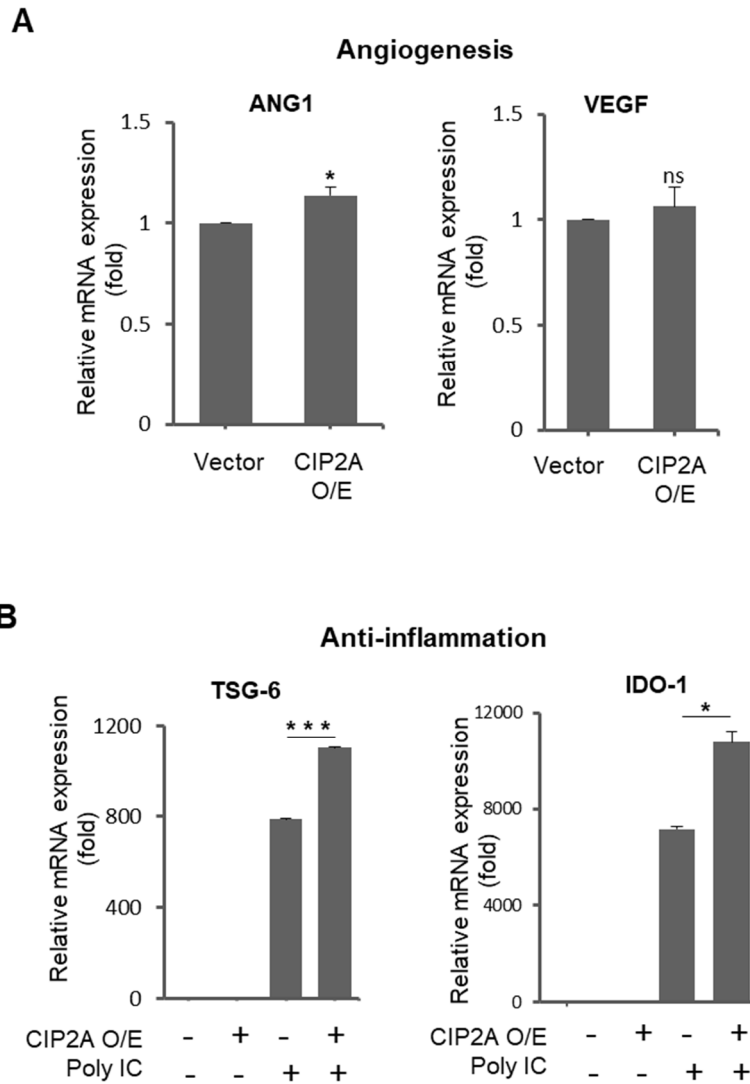 A
Angiogenesis
ANG1
Relative mRNA expression
(fold)
1.5
1
0.5
0
*
Vector
CIP2A
O/E
VEGF
Relative mRNA expression
(fold)
1.5
1
0.5
0
ns
Vector
CIP2A
O/E
B
Anti-inflammation
TSG-6
Relative mRNA expression
(fold)
1200
800
400
0
***
CIP2A O/E - + - +
Poly IC - - + +
IDO-1
Relative mRNA expression
(fold)
12000
8000
4000
0
*
CIP2A O/E - + - +
Poly IC - - + +